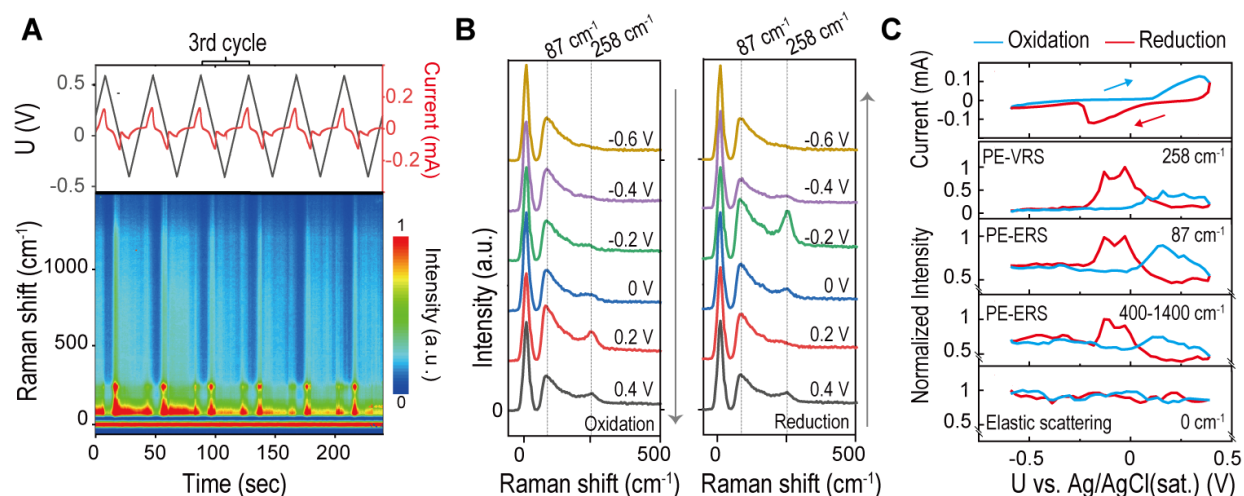 A
3rd cycle
0.5
0
-0.5
U (V)
0.2
0
-0.2
Current (mA)
1000
500
0
Raman shift (cm-1)
1
0
Intensity (a.u.)
0 50 100 150 200
Time (sec)
B
87 cm-1
258 cm-1
87 cm-1
258 cm-1
Intensity (a.u.)
0
-0.6 V
-0.4 V
-0.2 V
0 V
0.2 V
0.4 V
Oxidation
0 500
Raman shift (cm-1)
-0.6 V
-0.4 V
-0.2 V
0 V
0.2 V
0.4 V
Reduction
0 500
Raman shift (cm-1)
C
Oxidation Reduction
Current (mA)
0.1
0
-0.1
PE-VRS 258 cm-1
1
0.5
0
Normalized Intensity
PE-ERS 87 cm-1
1
0.5
PE-ERS 400-1400 cm-1
1
0.5
1
0.5
Elastic scattering 0 cm-1
-0.5 0 0.5
U vs. Ag/AgCl(sat.) (V)